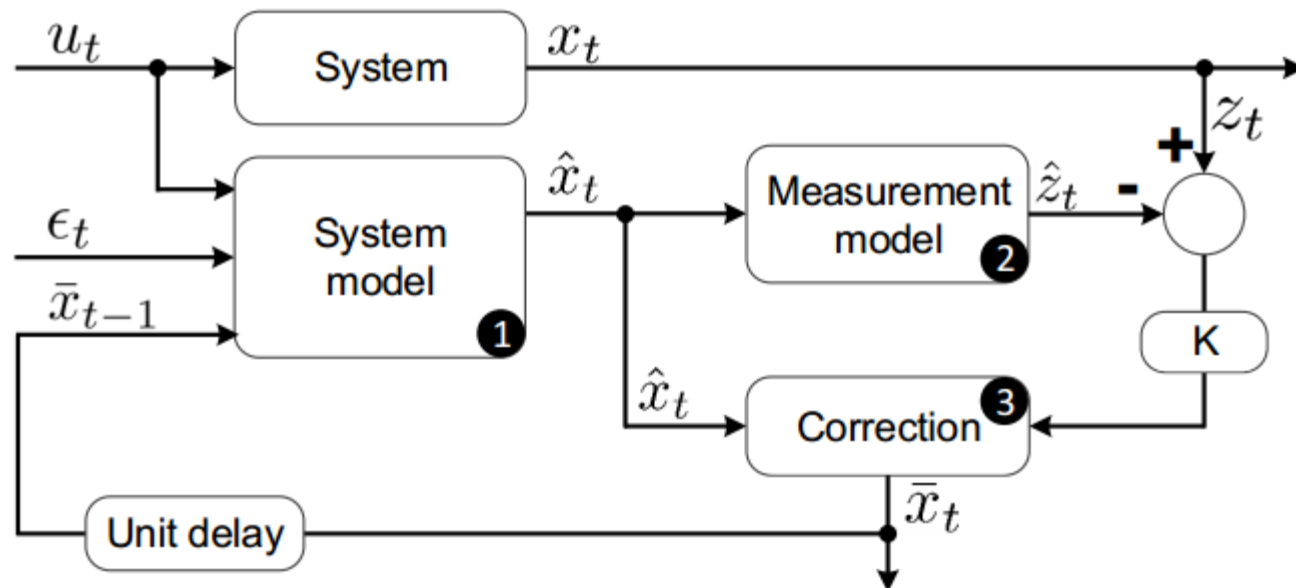 u_t
System
x_t
z_t
+
ϵ_t
System
model
1
x̂_t
Measurement
model
2
ẑ_t
-
x̄_{t−1}
K
x̂_t
Correction
3
Unit delay
x̄_t